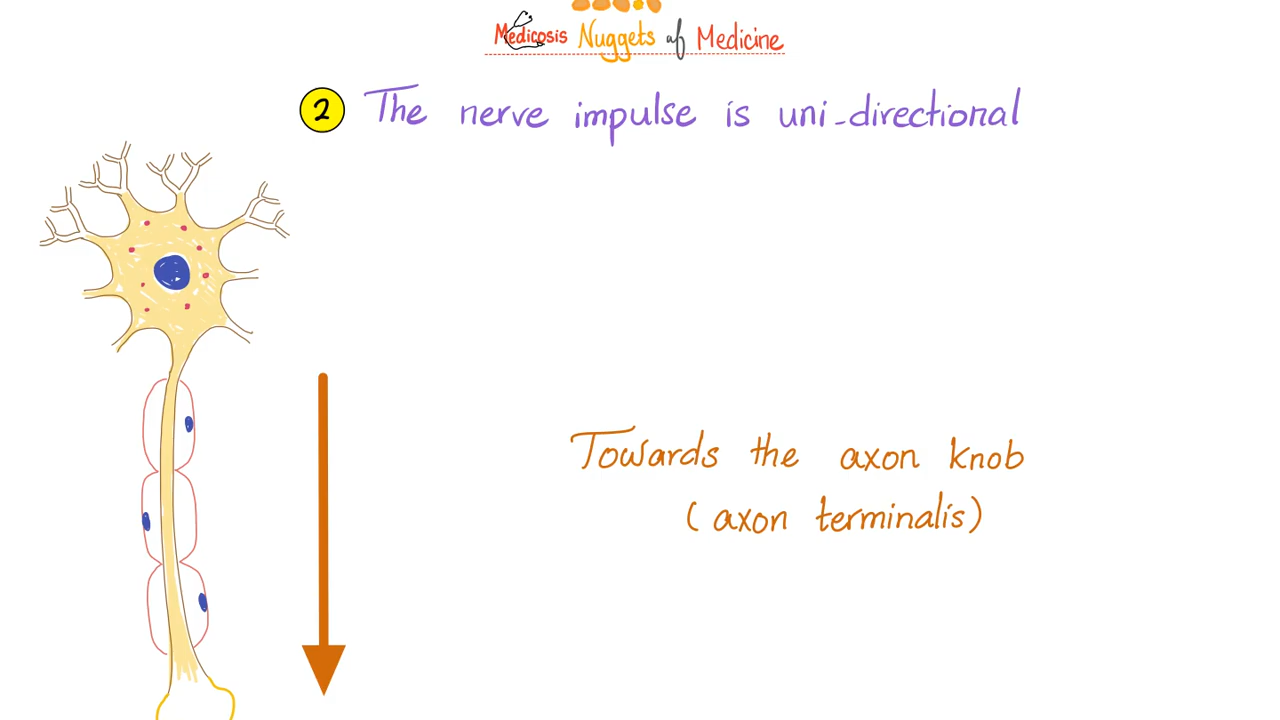 Medicosis Nuggets of Medicine
2 The nerve impulse is uni-directional
Towards the axon knob
(axon terminalis)